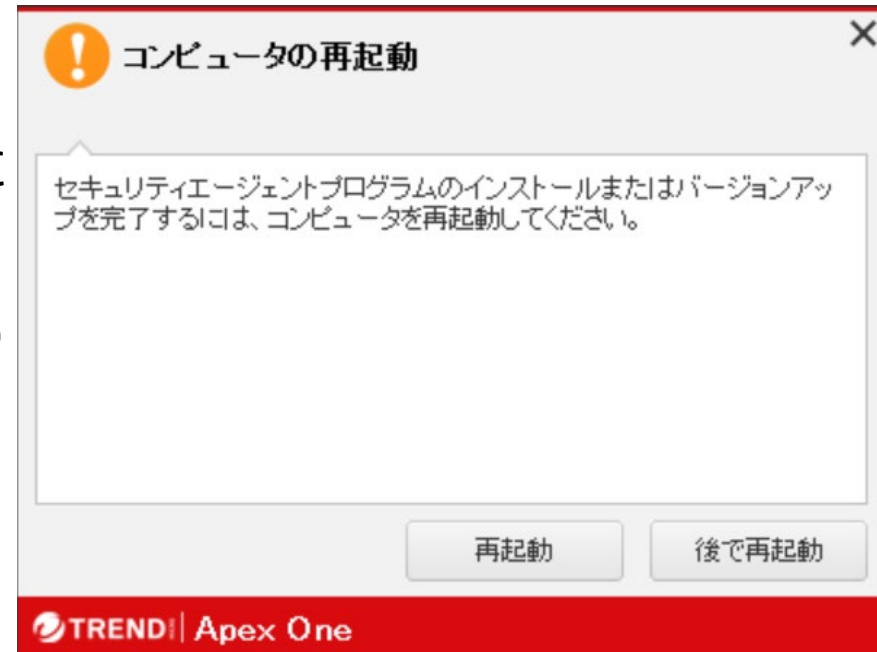 コンピュータの再起動
セキュリティエージェントプログラムのインストールまたはバージョンアッ
プを完了するには、コンピュータを再起動してください。
再起動
後で再起動
TREND
Apex One